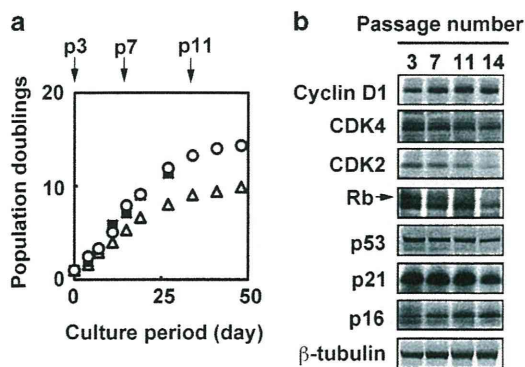 a
p3 p7 p11
20
10
0
0 25 50
Population doublings
Culture period (day)
b
Passage number
3 7 11 14
Cyclin D1
CDK4
CDK2
Rb
p53
p21
p16
β-tubulin